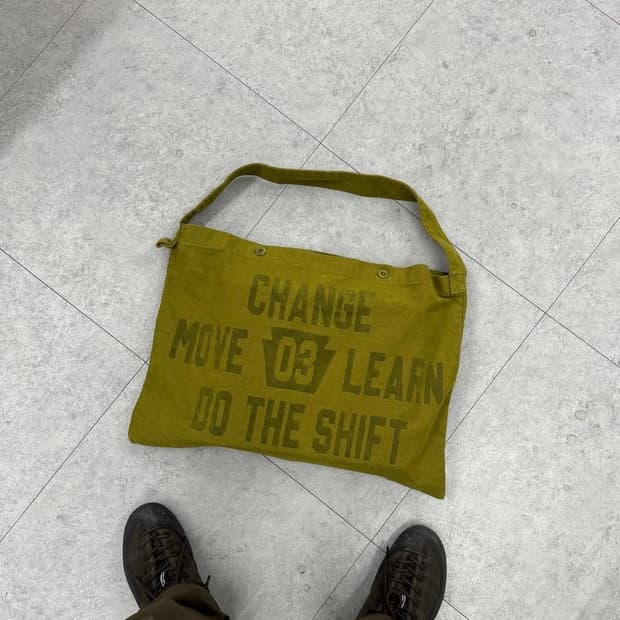 CHANGE
MOVE 03 LEARN
DO THE SHIFT